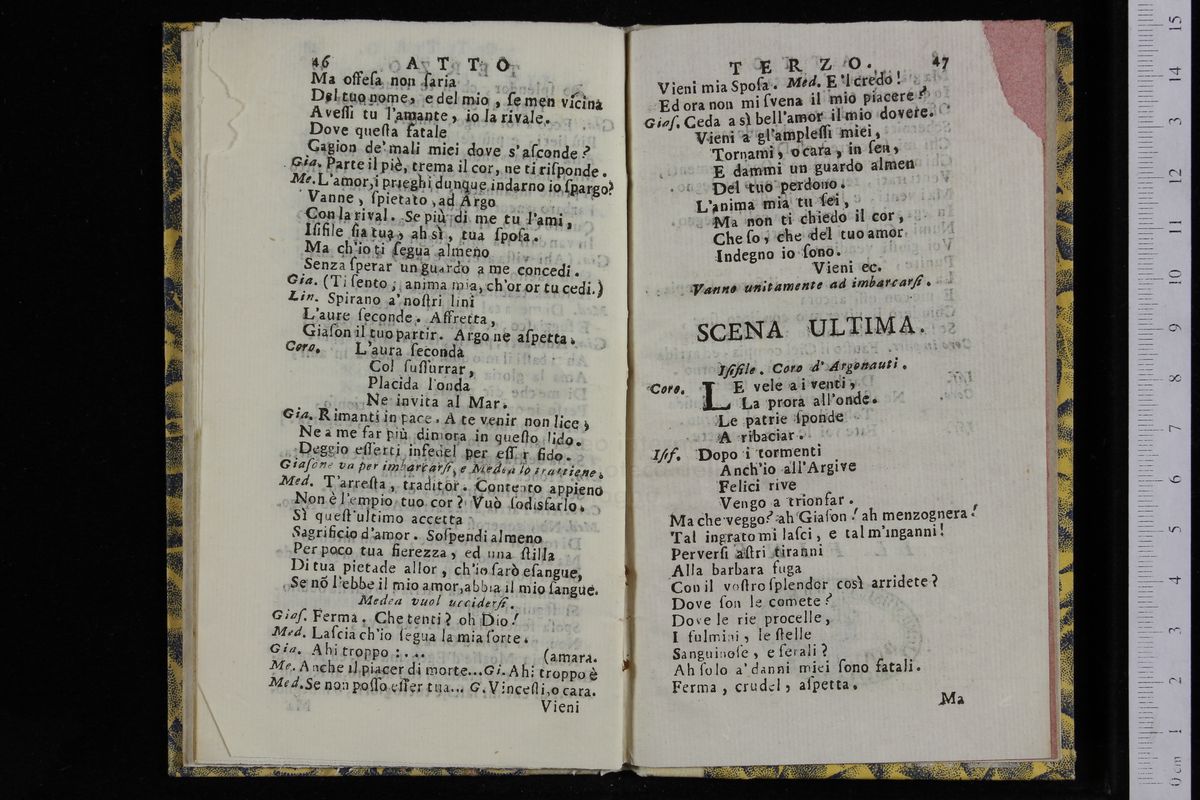 46 ATTO
Ma offeſa non ſaria
Del tuo nome, e del mio, ſe men vicina
Aveſſi tu l'amante, io la rivale.
Dove queſta fatale
Cagion de' mali miei dove s'aſconde?
Gia. Parte il piè, trema il cor, ne ti riſponde.
Me. L'amor, i prieghi dunque indarno io ſpargo?
Vanne, ſpietato, ad Argo
Con la rival. Se più di me tu l'ami,
Iſifile ſia tua, ah sì, tua ſpoſa.
Ma ch'io ti ſegua almeno
Senza ſperar un guardo a me concedi.
Gia. (Ti ſento, anima mia, ch'or or tu cedi.)
Lin. Spirano a' noſtri lini
L'aure ſeconde. Affretta,
Giaſon il tuo partir. Argo ne aſpetta.
Coro. L'aura ſeconda
Col ſuſſurrar,
Placida l'onda
Ne invita al Mar.
Gia. Rimanti in pace. A te venir non lice,
Ne a me far più dimora in queſto lido.
Deggio eſſerti infedel per eſſer fido.
Giaſone va per imbarcarſi, e Medea lo trattiene.
Med. T'arreſta, traditor. Contento appieno
Non è l'empio tuo cor? Vuò ſodisfarlo.
Sì queſt'ultimo accetta
Sagrificio d'amor. Soſpendi almeno
Per poco tua fierezza, ed una ſtilla
Di tua pietade allor, ch'io ſarò eſangue,
Se nõ l'ebbe il mio amor, abbia il mio ſangue.
Medea vuol ucciderſi.
Giaſ. Ferma. Che tenti? oh Dio!
Med. Laſcia ch'io ſegua la mia ſorte.
Gia. Ahi troppo :... (amara.
Me. Anche il piacer di morte... Gi. Ahi troppo è
Med. Se non poſſo eſſer tua... G. Vinceſti, o cara.
Vieni
TERZO. 47
Vieni mia Spoſa. Med. E 'l credo!
Ed ora non mi ſvena il mio piacere?
Giaſ. Ceda a sì bell'amor il mio dovere.
Vieni a gl'ampleſſi miei,
Tornami, o cara, in ſen,
E dammi un guardo almen
Del tuo perdono.
L'anima mia tu ſei,
Ma non ti chiedo il cor,
Che ſo, che del tuo amor
Indegno io ſono.
Vieni ec.
Vanno unitamente ad imbarcarſi.
SCENA ULTIMA.
Iſifile. Coro d'Argonauti.
Coro. LE vele a i venti,
La prora all'onde.
Le patrie ſponde
A ribaciar.
Iſif. Dopo i tormenti
Anch'io all'Argive
Felici rive
Vengo a trionfar.
Ma che veggo? ah Giaſon! ah menzognera!
Tal ingrato mi laſci, e tal m'inganni!
Perverſi aſtri tiranni
Alla barbara fuga
Con il voſtro ſplendor così arridete?
Dove ſon le comete?
Dove le rie procelle,
I fulmini, le ſtelle
Sanguinoſe, e ferali?
Ah ſolo a' danni miei ſono fatali.
Ferma, crudel, aſpetta.
Ma